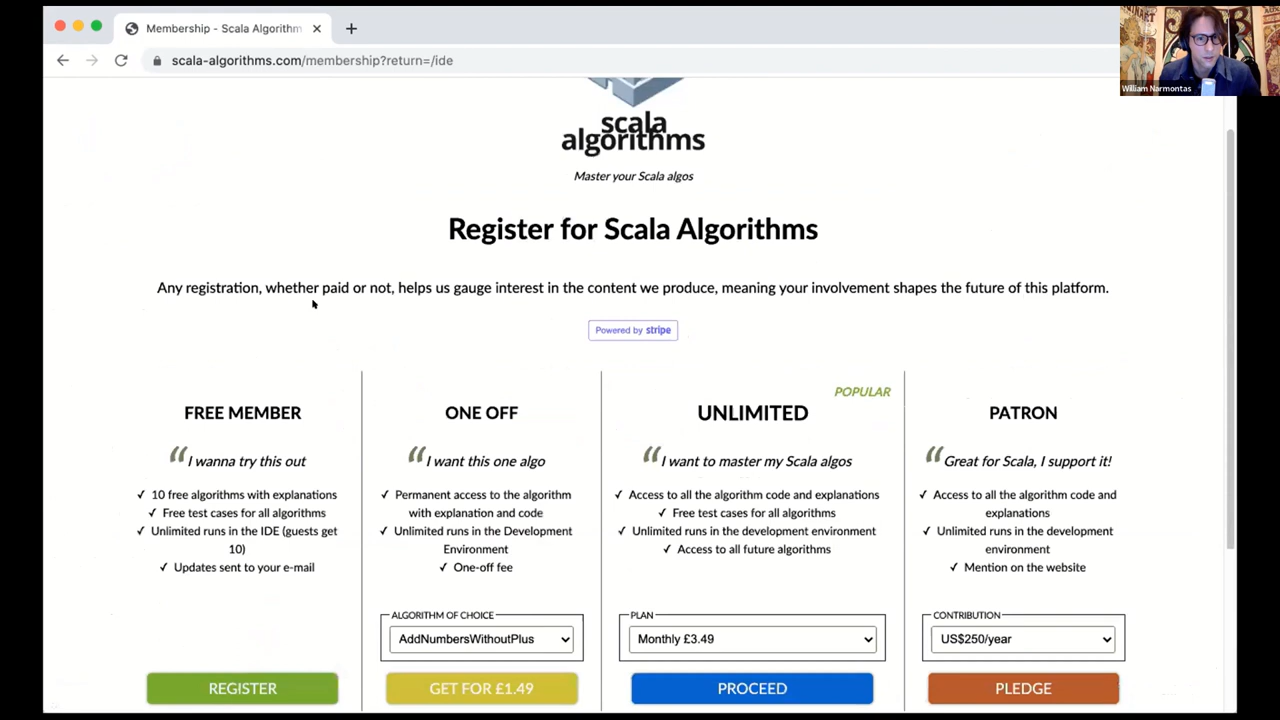 Membership - Scala Algorithm
scala-algorithms.com/membership?return=/ide
William Narmontas
scala
algorithms
Master your Scala algos
Register for Scala Algorithms
Any registration, whether paid or not, helps us gauge interest in the content we produce, meaning your involvement shapes the future of this platform.
Powered by stripe
FREE MEMBER
“I wanna try this out
✓ 10 free algorithms with explanations
✓ Free test cases for all algorithms
✓ Unlimited runs in the IDE (guests get
10)
✓ Updates sent to your e-mail
REGISTER
ONE OFF
“I want this one algo
✓ Permanent access to the algorithm
with explanation and code
✓ Unlimited runs in the Development
Environment
✓ One-off fee
ALGORITHM OF CHOICE
AddNumbersWithoutPlus
GET FOR £1.49
POPULAR
UNLIMITED
“I want to master my Scala algos
✓ Access to all the algorithm code and explanations
✓ Free test cases for all algorithms
✓ Unlimited runs in the development environment
✓ Access to all future algorithms
PLAN
Monthly £3.49
PROCEED
PATRON
“Great for Scala, I support it!
✓ Access to all the algorithm code and
explanations
✓ Unlimited runs in the development
environment
✓ Mention on the website
CONTRIBUTION
US$250/year
PLEDGE